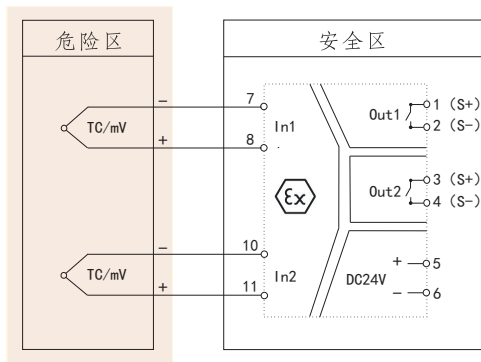 危险区
安全区
− 7
TC/mV In1
+ 8
Out1
1 (S+)
2 (S−)
Ex
Out2
3 (S+)
4 (S−)
− 10
TC/mV In2
+ 11
DC24V
+ 5
− 6